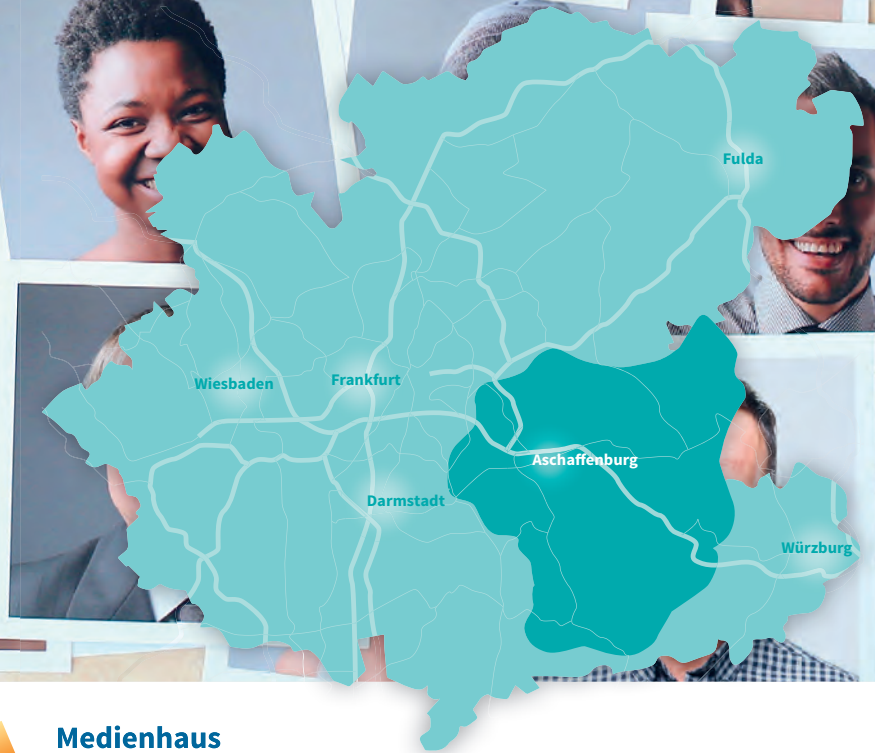 Fulda
Wiesbaden
Frankfurt
Aschaffenburg
Darmstadt
Würzburg
Medienhaus